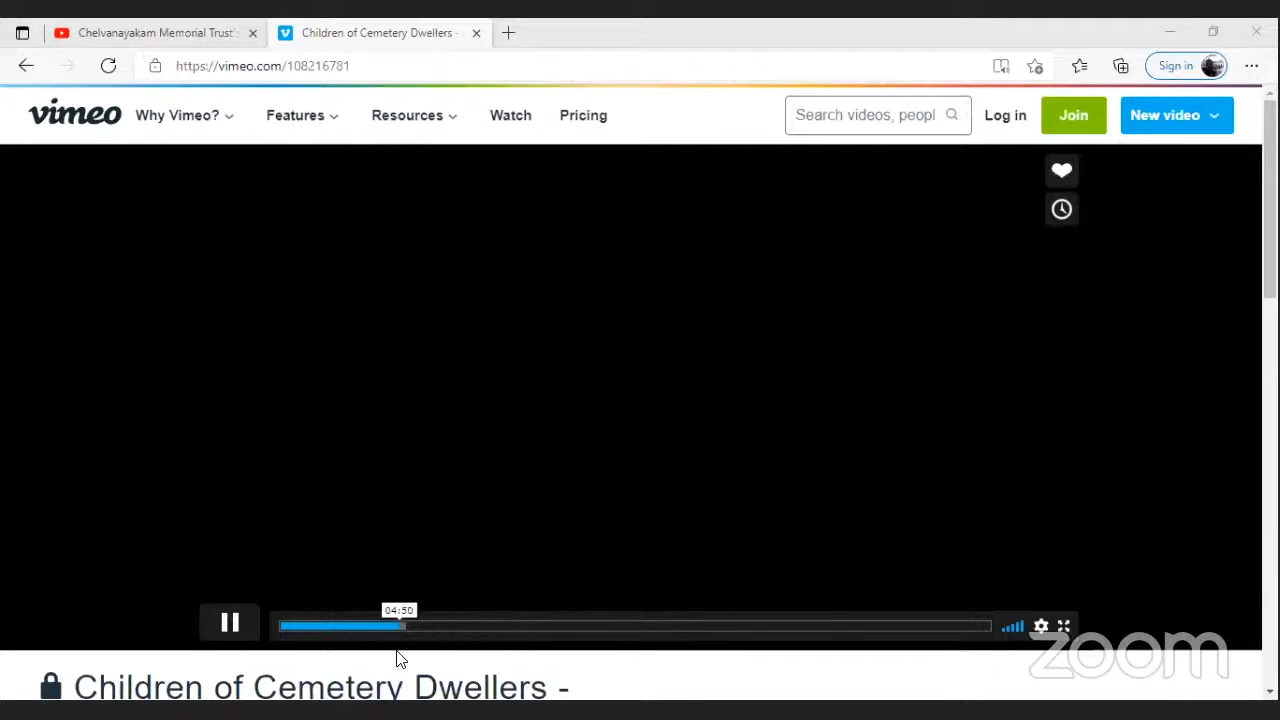 Chelvanayakam Memorial Trust's
Children of Cemetery Dwellers -
https://vimeo.com/108216781
Sign in
vimeo
Why Vimeo?
Features
Resources
Watch
Pricing
Search videos, peopl
Log in
Join
New video
04:50
zoom
Children of Cemetery Dwellers -